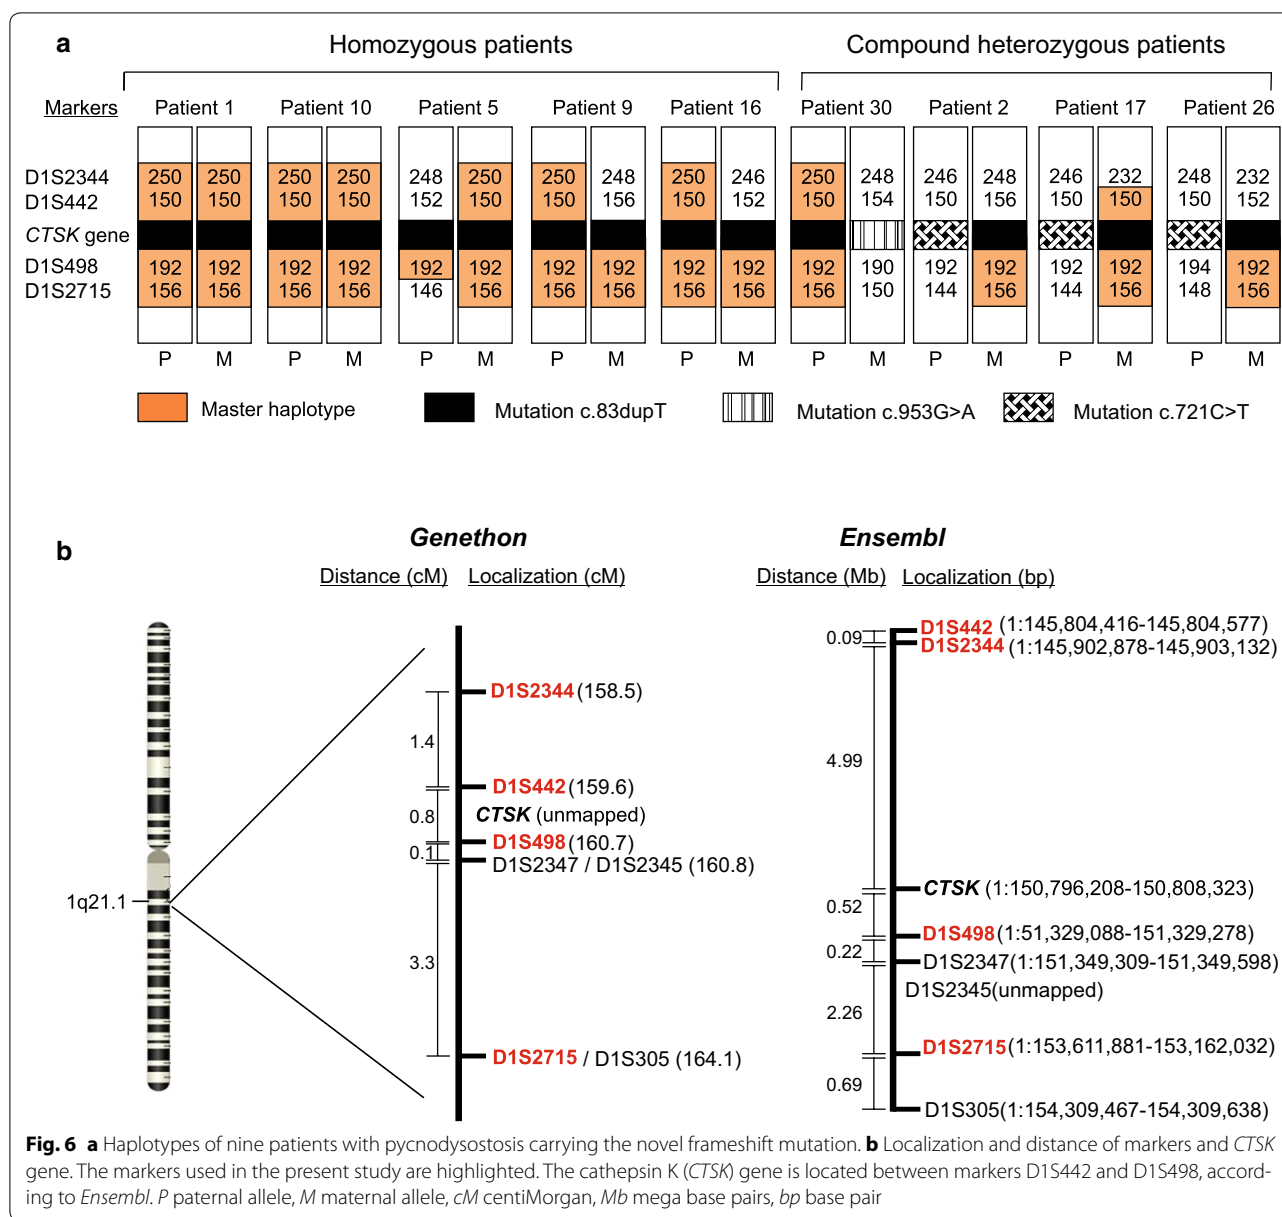 a
Homozygous patients
Compound heterozygous patients
Markers Patient 1 Patient 10 Patient 5 Patient 9 Patient 16 Patient 30 Patient 2 Patient 17 Patient 26
D1S2344 250 250 250 250 248 250 250 248 250 246 250 248 246 248 246 232 248 232
D1S442 150 150 150 150 152 150 150 156 150 152 150 154 150 156 150 150 150 152
CTSK gene
D1S498 192 192 192 192 192 192 192 192 192 192 192 190 192 192 192 192 194 192
D1S2715 156 156 156 156 146 156 156 156 156 156 156 150 144 156 144 156 148 156
P M P M P M P M P M P M P M P M P M
Master haplotype Mutation c.83dupT Mutation c.953G>A Mutation c.721C>T
b
Genethon
Distance (cM) Localization (cM)
D1S2344 (158.5)
1.4
D1S442 (159.6)
0.8 CTSK (unmapped)
D1S498 (160.7)
0.1 D1S2347 / D1S2345 (160.8)
1q21.1
3.3
D1S2715 / D1S305 (164.1)
Ensembl
Distance (Mb) Localization (bp)
D1S442 (1:145,804,416-145,804,577)
0.09
D1S2344 (1:145,902,878-145,903,132)
4.99
CTSK (1:150,796,208-150,808,323)
0.52
D1S498 (1:51,329,088-151,329,278)
0.22
D1S2347(1:151,349,309-151,349,598)
D1S2345(unmapped)
2.26
D1S2715 (1:153,611,881-153,162,032)
0.69
D1S305(1:154,309,467-154,309,638)
Fig. 6 a Haplotypes of nine patients with pycnodysostosis carrying the novel frameshift mutation. b Localization and distance of markers and CTSK
gene. The markers used in the present study are highlighted. The cathepsin K (CTSK) gene is located between markers D1S442 and D1S498, accord-
ing to Ensembl. P paternal allele, M maternal allele, cM centiMorgan, Mb mega base pairs, bp base pair